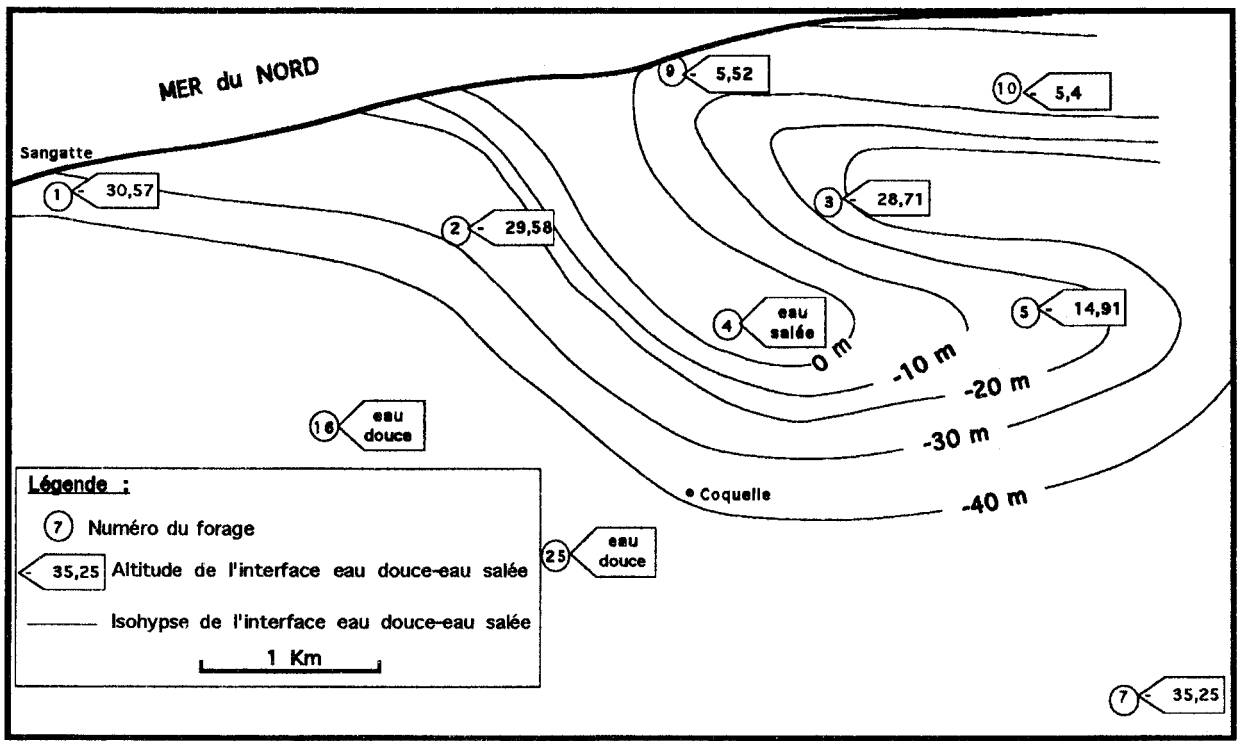 MER du NORD
9
- 5,52
10
- 5,4
Sangatte
1
- 30,57
3
- 28,71
2
- 29,58
4
eau
salée
5
- 14,91
0 m
-10 m
-20 m
-30 m
-40 m
16
eau
douce
Coquelle
Légende :
7 Numéro du forage
- 35,25 Altitude de l'interface eau douce-eau salée
Isohypse de l'interface eau douce-eau salée
1 Km
25
eau
douce
7
- 35,25